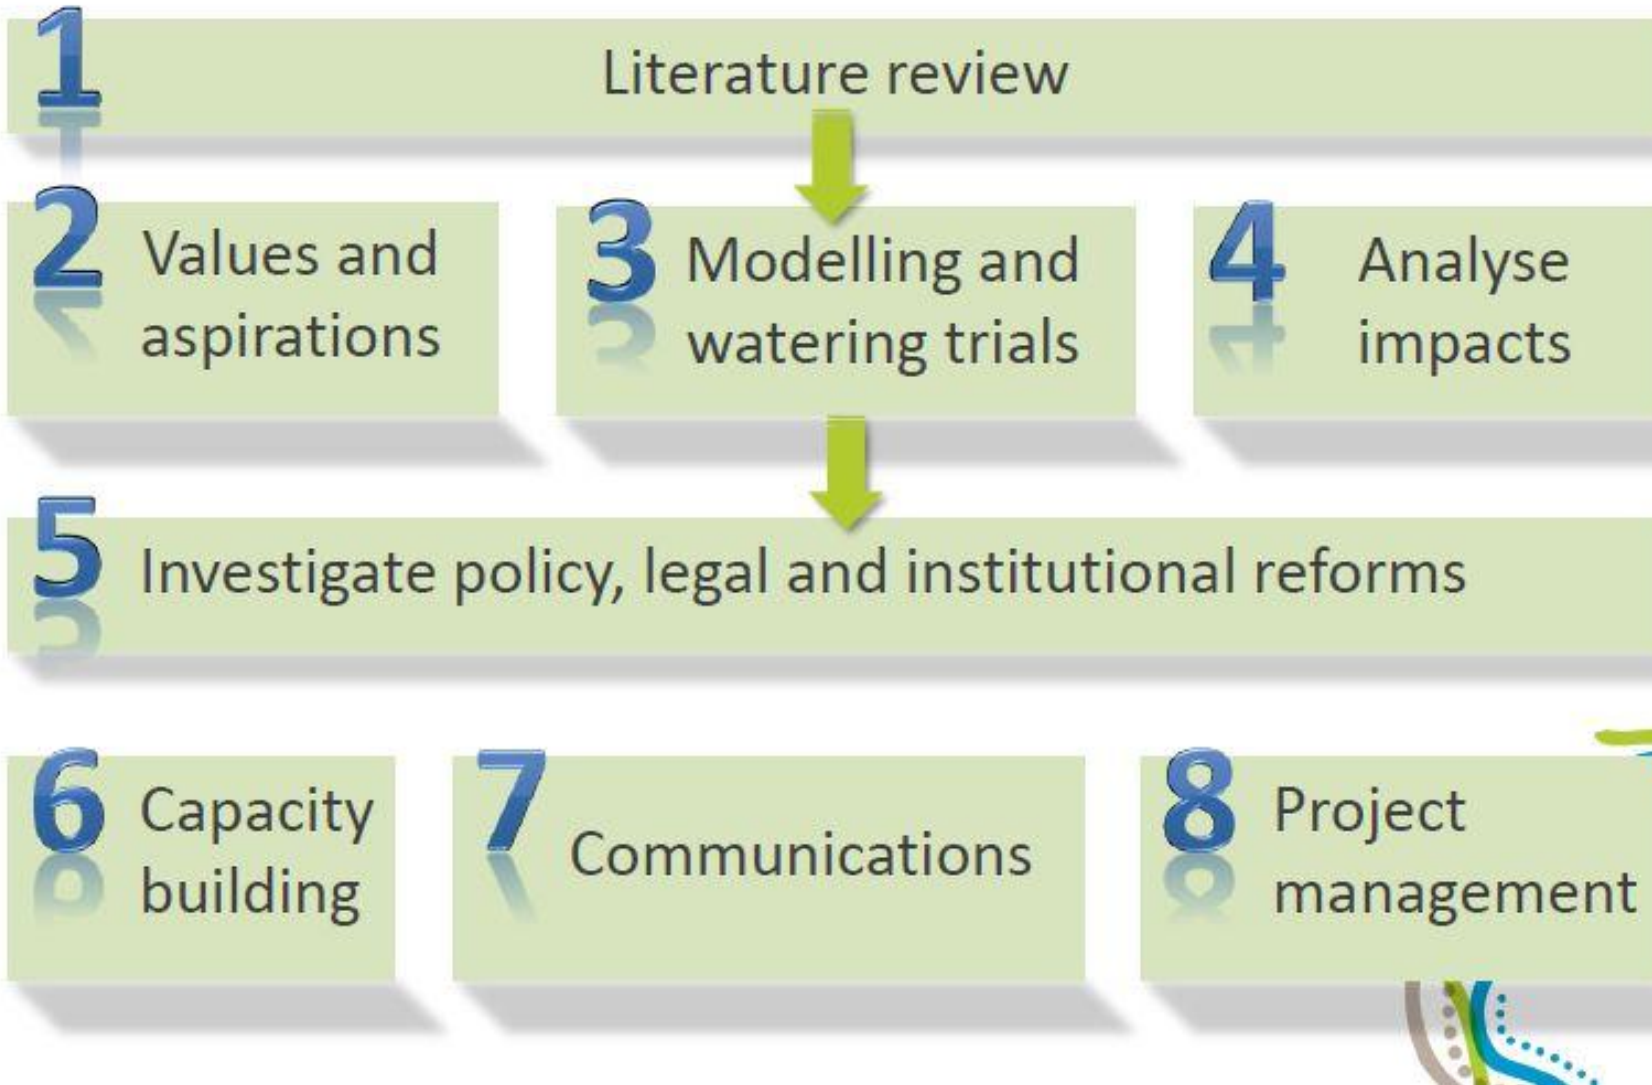 1
Literature review
2
Values and
aspirations
3
Modelling and
watering trials
4
Analyse
impacts
5
Investigate policy, legal and institutional reforms
6
Capacity
building
7
Communications
8
Project
management